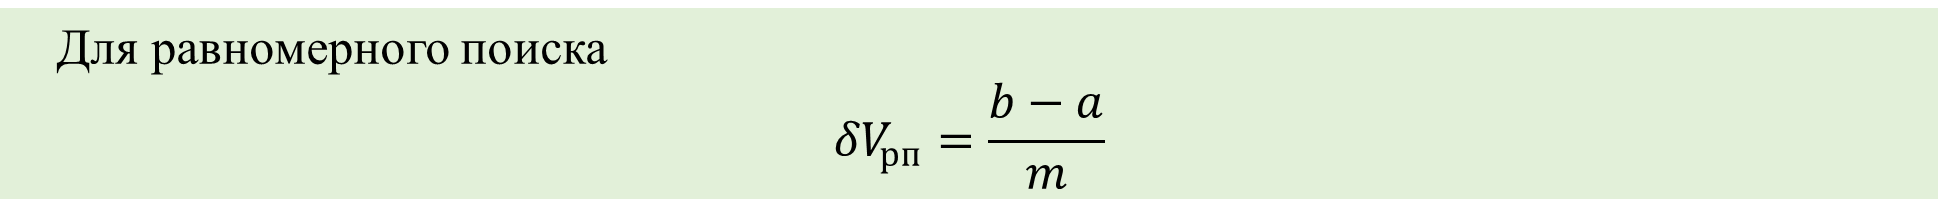 Для равномерного поиска
δVрп = (b − a) / m